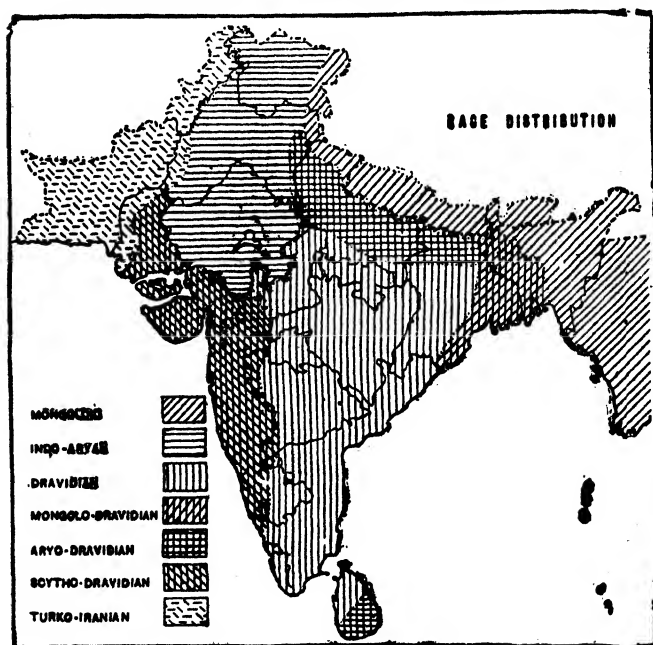 RACE DISTRIBUTION
MONGOLOID
INDO-ARYAN
DRAVIDIAN
MONGOLO-DRAVIDIAN
ARYO-DRAVIDIAN
SCYTHO-DRAVIDIAN
TURKO-IRANIAN